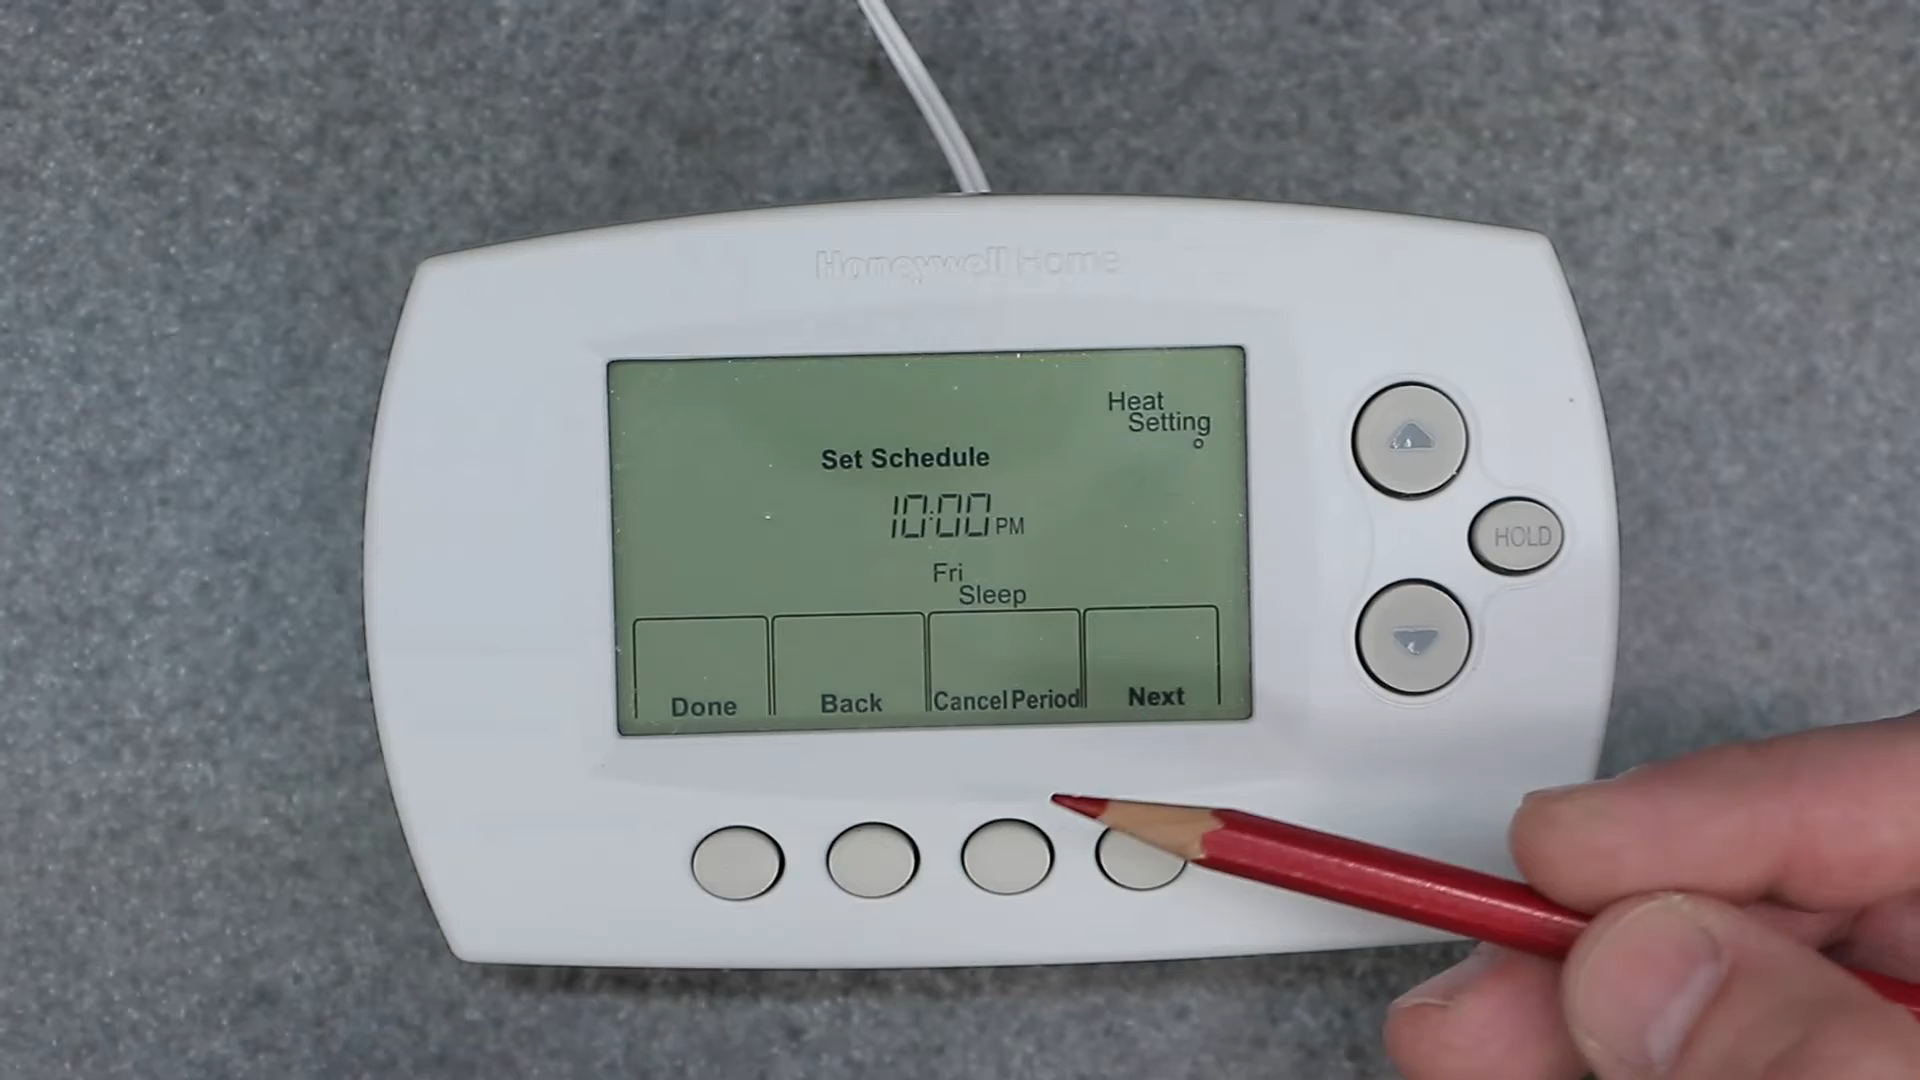 Honeywell Home
Heat
Setting
Set Schedule
10:00 PM
Fri
Sleep
Done
Back
Cancel Period
Next
HOLD